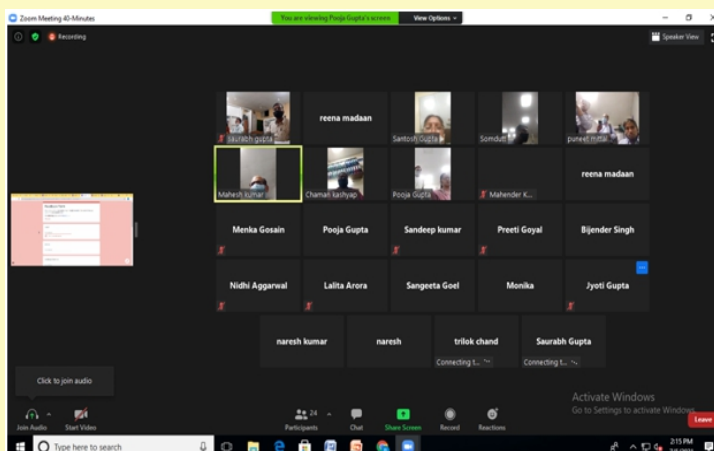 Zoom Meeting 40-Minutes
You are viewing Pooja Gupta's screen
View Options
Recording
Speaker View
saurabh gupta
reena madaan
Santosh Gupta
Somdutt
puneet mittal
Mahesh kumar
Chaman kashyap
Pooja Gupta
Mahender K...
reena madaan
Menka Gosain
Pooja Gupta
Sandeep kumar
Preeti Goyal
Bijender Singh
Nidhi Aggarwal
Lalita Arora
Sangeeta Goel
Monika
Jyoti Gupta
naresh kumar
naresh
trilok chand
Connecting t...
Saurabh Gupta
Connecting t...
Click to join audio
Activate Windows
Go to Settings to activate Windows.
Join Audio
Start Video
24
Participants
Chat
Share Screen
Record
Reactions
Leave
Type here to search
2:15 PM